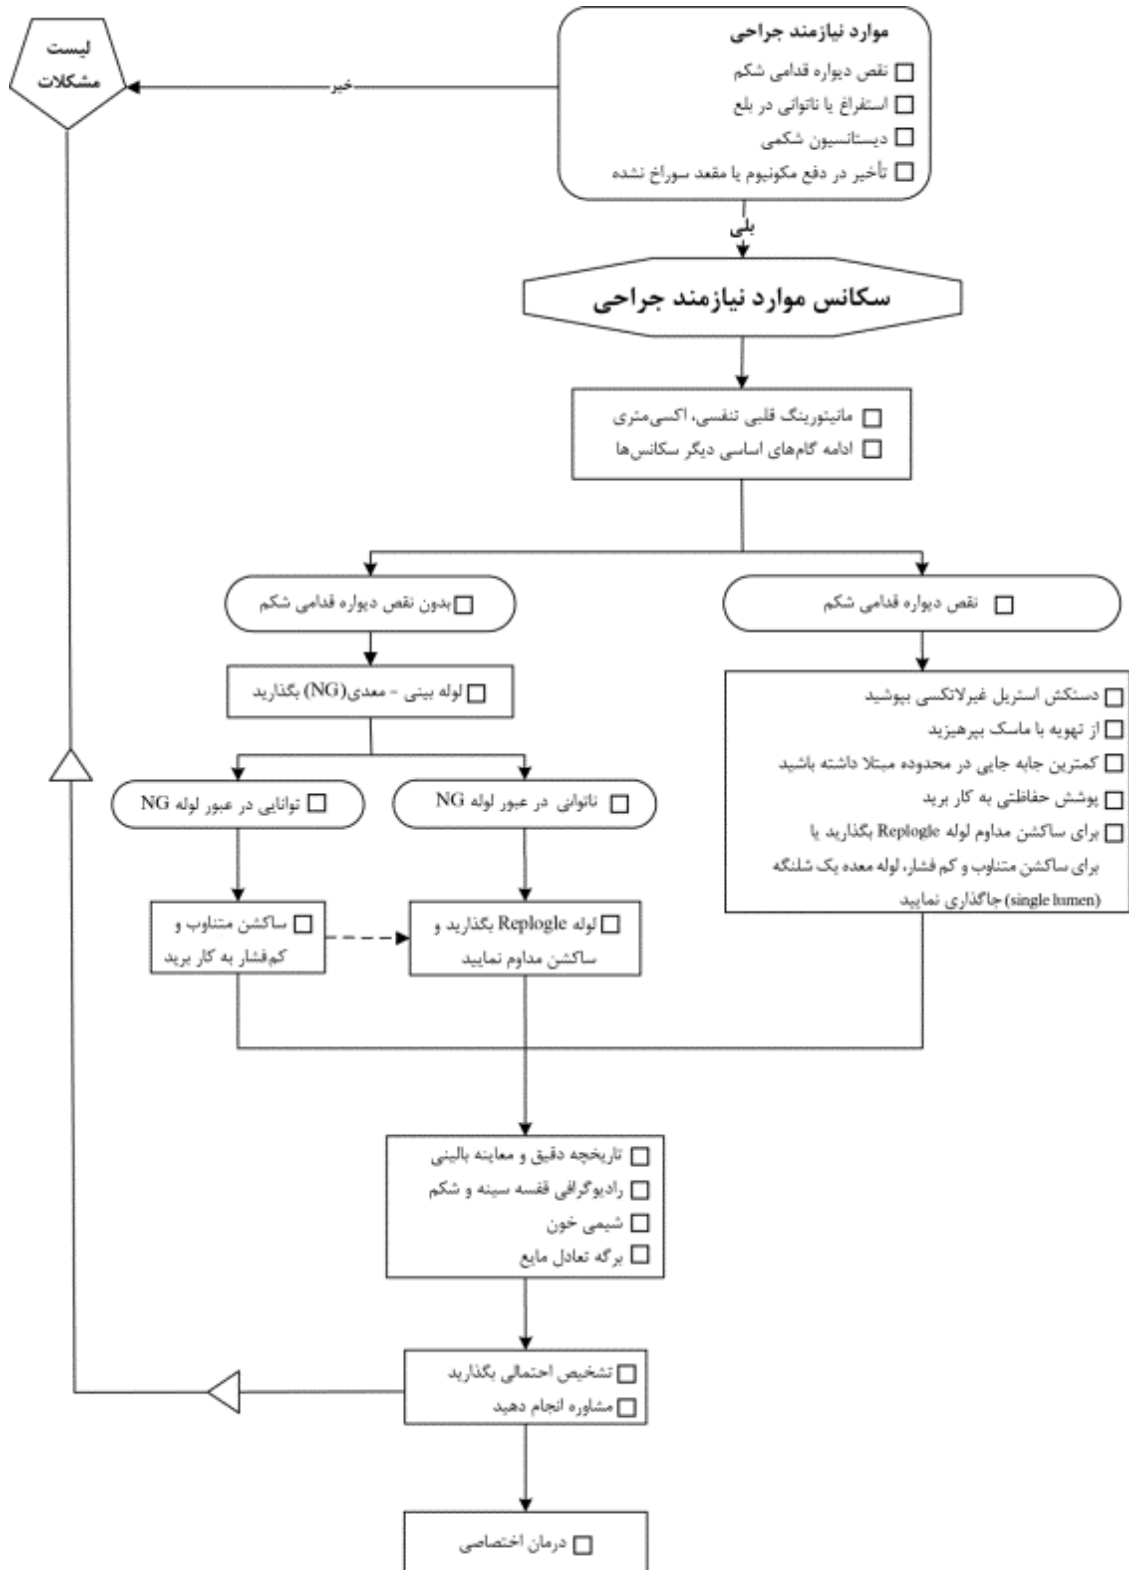 لیست
مشکلات
موارد نیازمند جراحی
نقص دیواره قدامی شکم
استفراغ یا ناتوانی در بلع
دیستانسیون شکمی
تأخیر در دفع مکونیوم یا مقعد سوراخ نشده
خیر
بلی
سکانس موارد نیازمند جراحی
مانیتورینگ قلبی تنفسی، اکسی‌متری
ادامه گام‌های اساسی دیگر سکانس‌ها
نقص دیواره قدامی شکم
بدون نقص دیواره قدامی شکم
دستکش استریل غیرلاتکسی بپوشید
از تهویه با ماسک بپرهیزید
کمترین جابه جایی در محدوده مبتلا داشته باشید
پوشش حفاظتی به کار برید
برای ساکشن مداوم لوله Replogle بگذارید یا
برای ساکشن متناوب و کم فشار، لوله معده یک شلنگه
(single lumen) جاگذاری نمایید
لوله بینی - معدی(NG) بگذارید
ناتوانی در عبور لوله NG
توانایی در عبور لوله NG
لوله Replogle بگذارید و
ساکشن مداوم نمایید
ساکشن متناوب و
کم‌فشار به کار برید
تاریخچه دقیق و معاینه بالینی
رادیوگرافی قفسه سینه و شکم
شیمی خون
برگه تعادل مایع
تشخیص احتمالی بگذارید
مشاوره انجام دهید
درمان اختصاصی